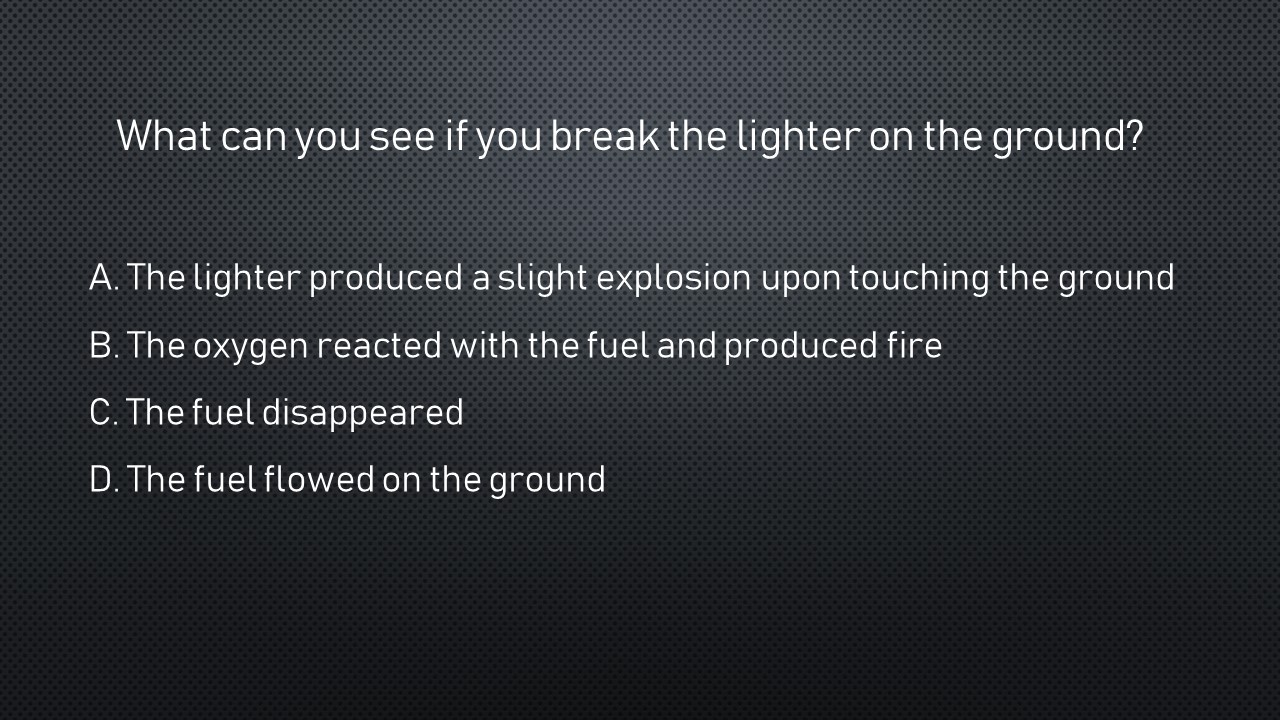 What can you see if you break the lighter on the ground?
A. The lighter produced a slight explosion upon touching the ground
B. The oxygen reacted with the fuel and produced fire
C. The fuel disappeared
D. The fuel flowed on the ground